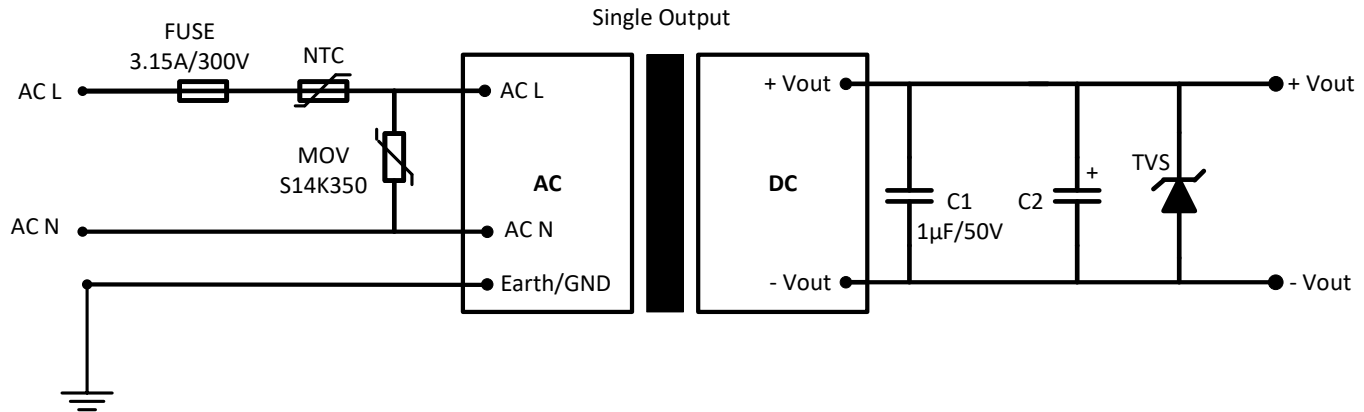 Single Output
FUSE
3.15A/300V
NTC
AC L
AC L
+ Vout
+ Vout
MOV
S14K350
AC
DC
TVS
+
C1
1µF/50V
C2
AC N
AC N
Earth/GND
- Vout
- Vout